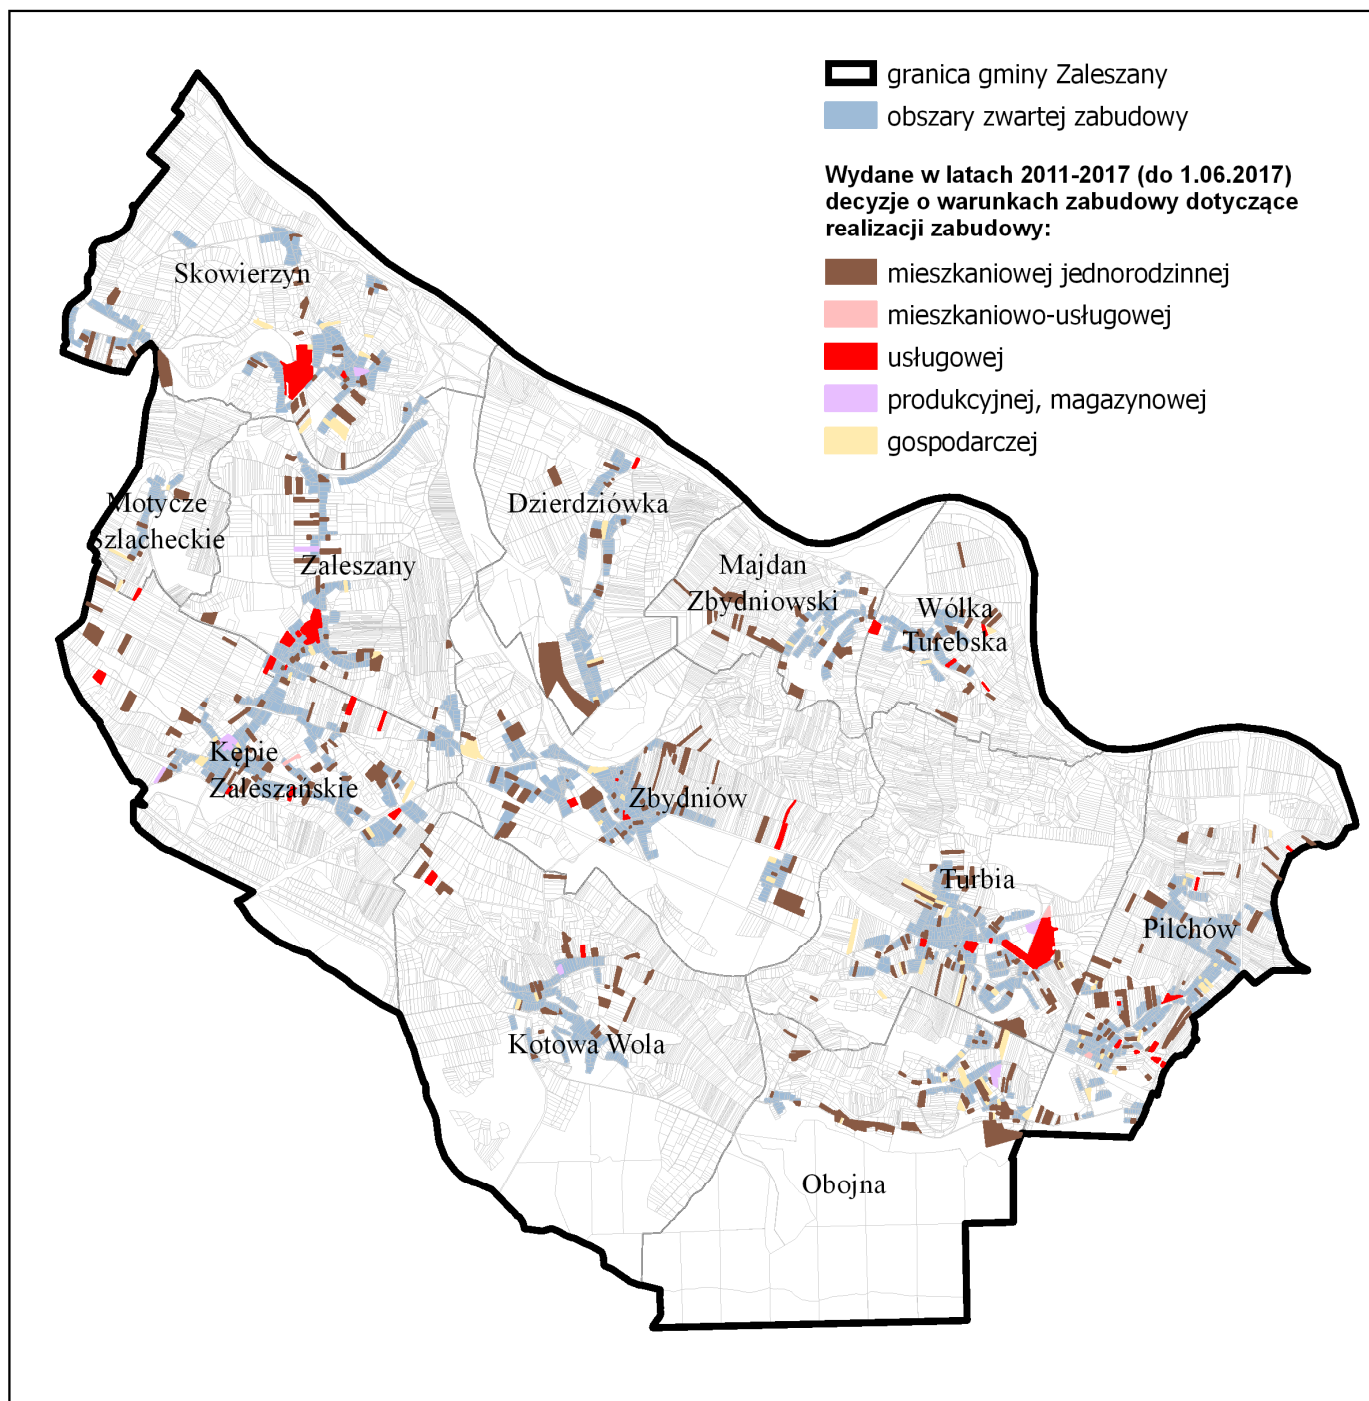 granica gminy Zaleszany
obszary zwartej zabudowy
Wydane w latach 2011-2017 (do 1.06.2017)
decyzje o warunkach zabudowy dotyczące
realizacji zabudowy:
mieszkaniowej jednorodzinnej
mieszkaniowo-usługowej
usługowej
produkcyjnej, magazynowej
gospodarczej
Skowierzyn
Motycze
Szlacheckie
Zaleszany
Dzierdziówka
Majdan
Zbydniowski
Wólka
Turebska
Kępie
Zaleszańskie
Zbydniów
Turbia
Pilchów
Kotowa Wola
Obojna